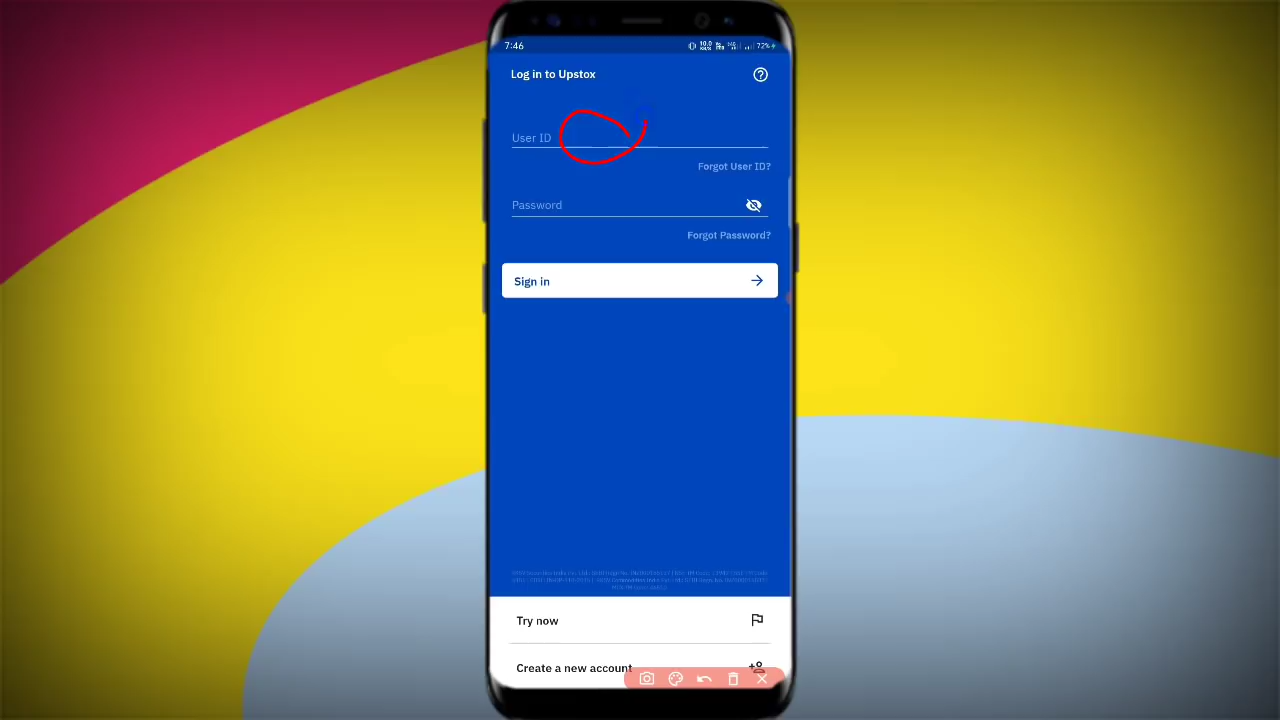 7:46
72%
Log in to Upstox
User ID
Forgot User ID?
Password
Forgot Password?
Sign in
Try now
Create a new account